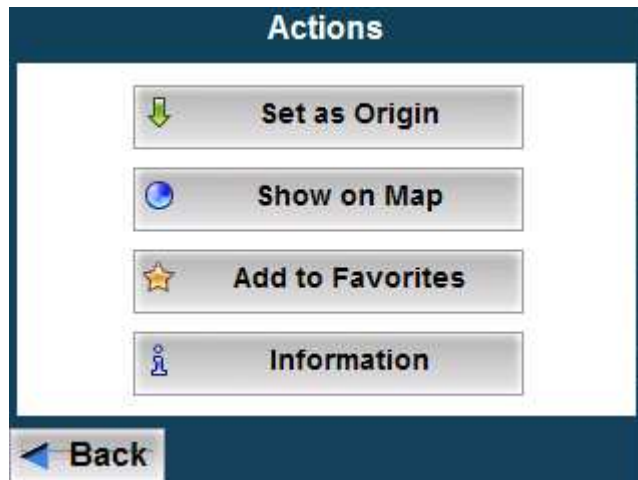 Actions
Set as Origin
Show on Map
Add to Favorites
Information
Back